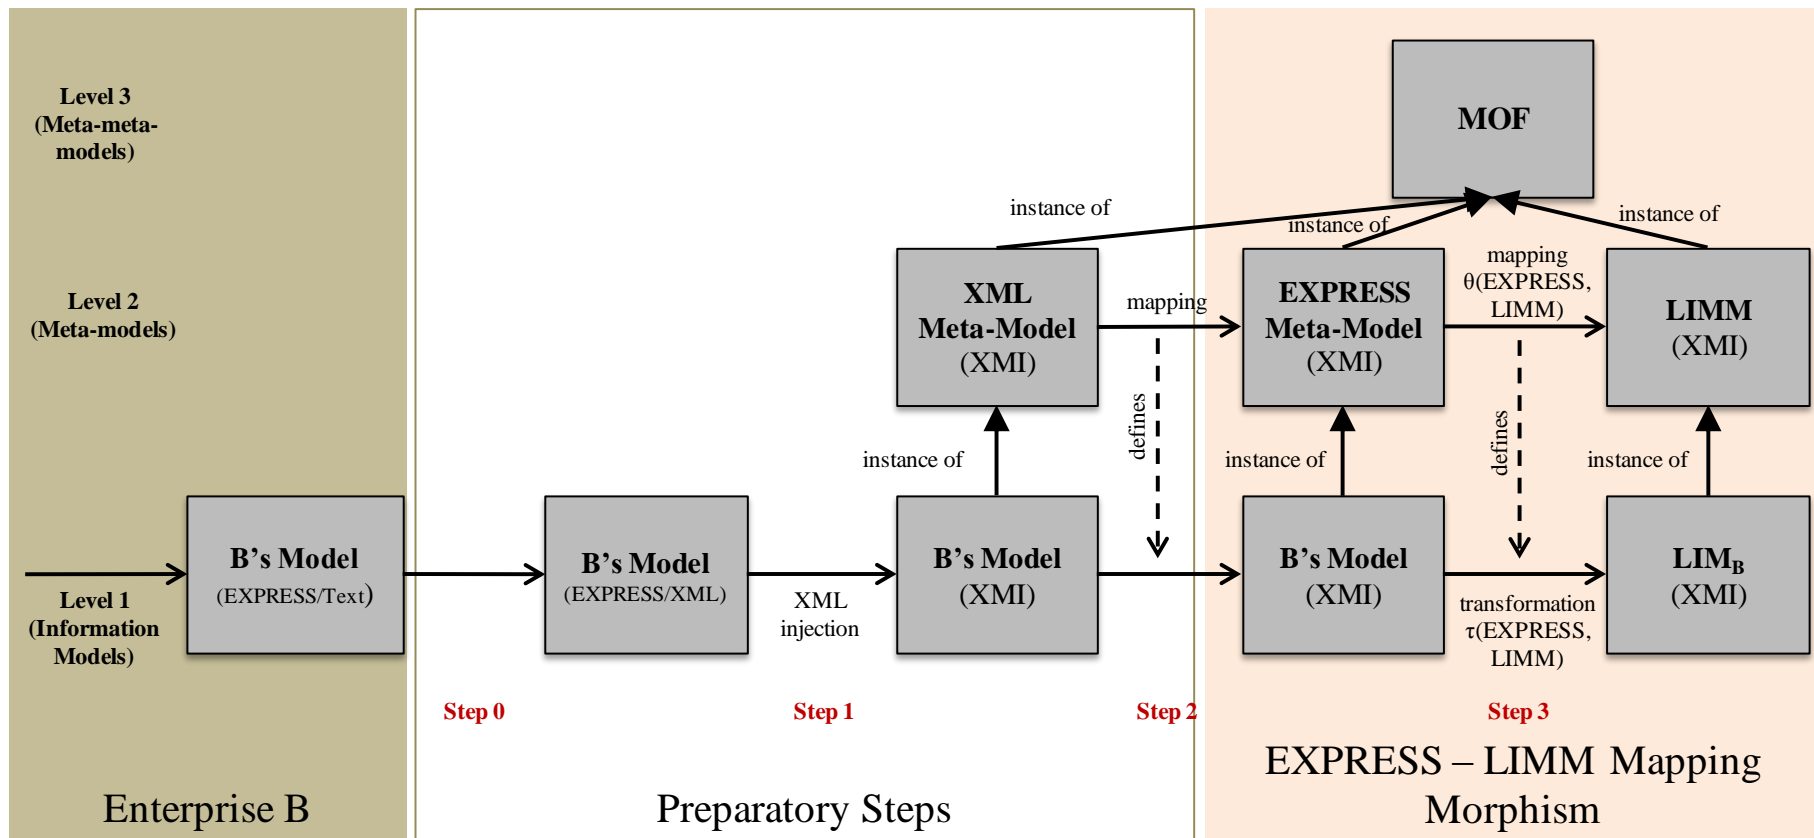 Level 3
(Meta-meta-
models)
MOF
instance of
instance of
instance of
Level 2
(Meta-models)
XML
Meta-Model
(XMI)
mapping
EXPRESS
Meta-Model
(XMI)
mapping
θ(EXPRESS,
LIMM)
LIMM
(XMI)
instance of
defines
instance of
defines
instance of
Level 1
(Information
Models)
B's Model
(EXPRESS/Text)
B's Model
(EXPRESS/XML)
XML
injection
B's Model
(XMI)
B's Model
(XMI)
transformation
τ(EXPRESS,
LIMM)
LIM_B
(XMI)
Step 0
Step 1
Step 2
Step 3
Enterprise B
Preparatory Steps
EXPRESS – LIMM Mapping
Morphism